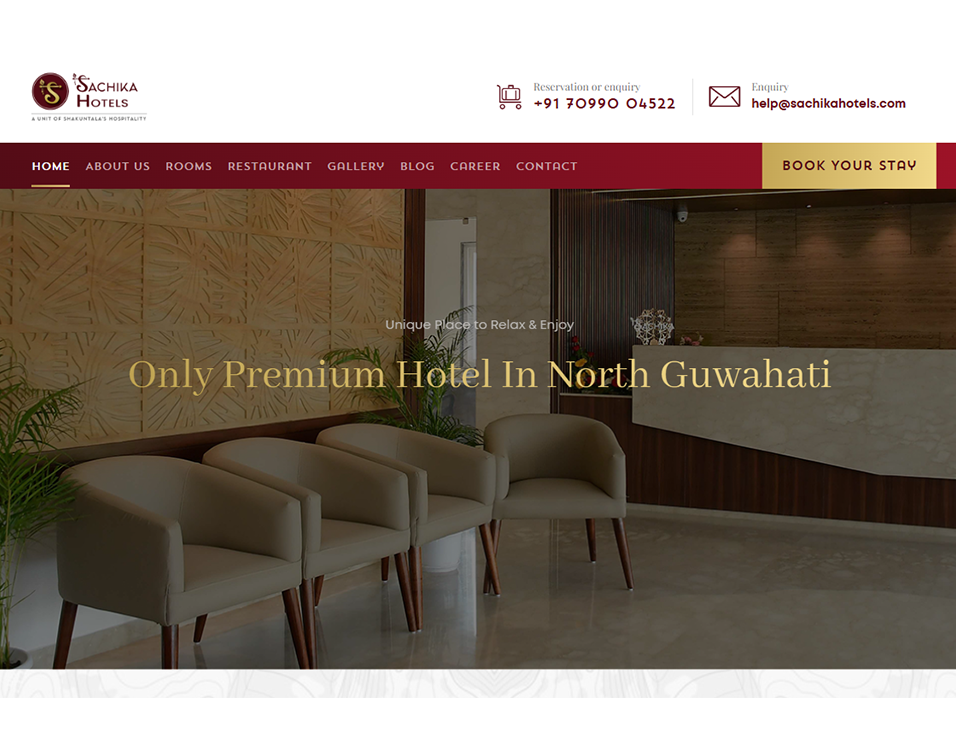 SACHIKA
HOTELS
A UNIT OF SHAKUNTALA'S HOSPITALITY
Reservation or enquiry
+91 70990 04522
Enquiry
help@sachikahotels.com
HOME ABOUT US ROOMS RESTAURANT GALLERY BLOG CAREER CONTACT
BOOK YOUR STAY
Unique Place to Relax & Enjoy
SACHIKA
Only Premium Hotel In North Guwahati